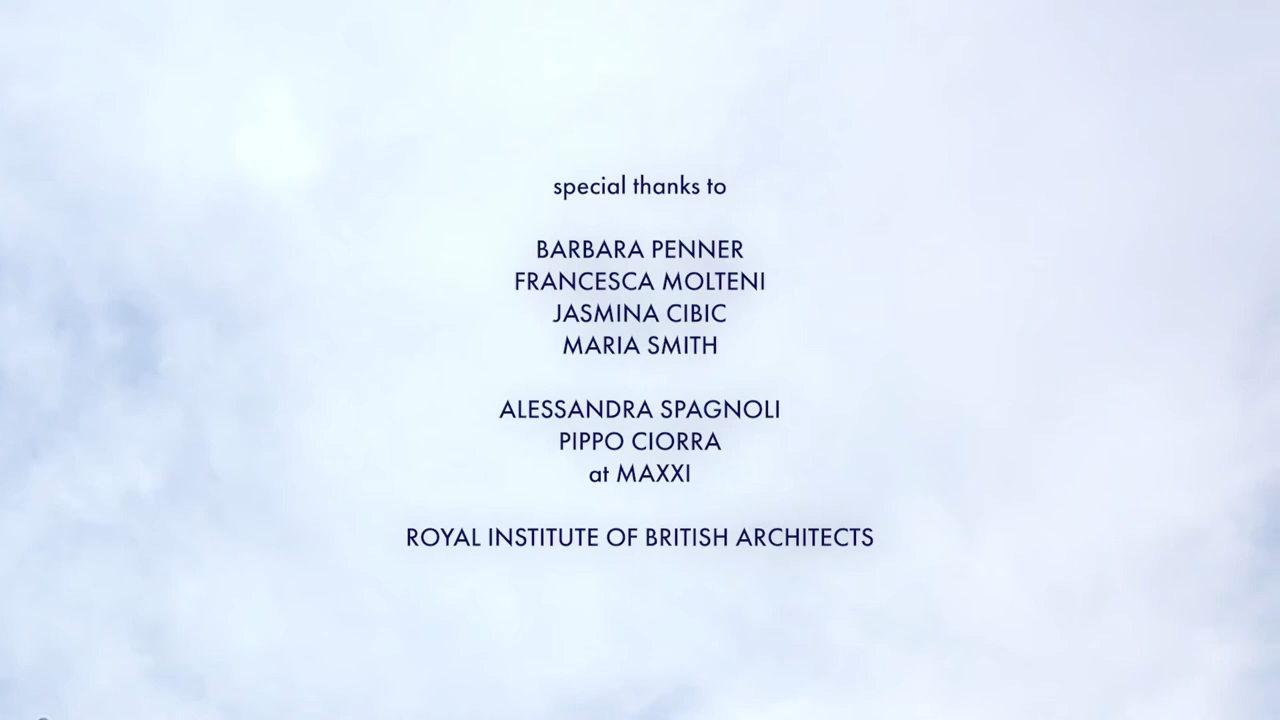 special thanks to
BARBARA PENNER
FRANCESCA MOLTENI
JASMINA CIBIC
MARIA SMITH
ALESSANDRA SPAGNOLI
PIPPO CIORRA
at MAXXI
ROYAL INSTITUTE OF BRITISH ARCHITECTS